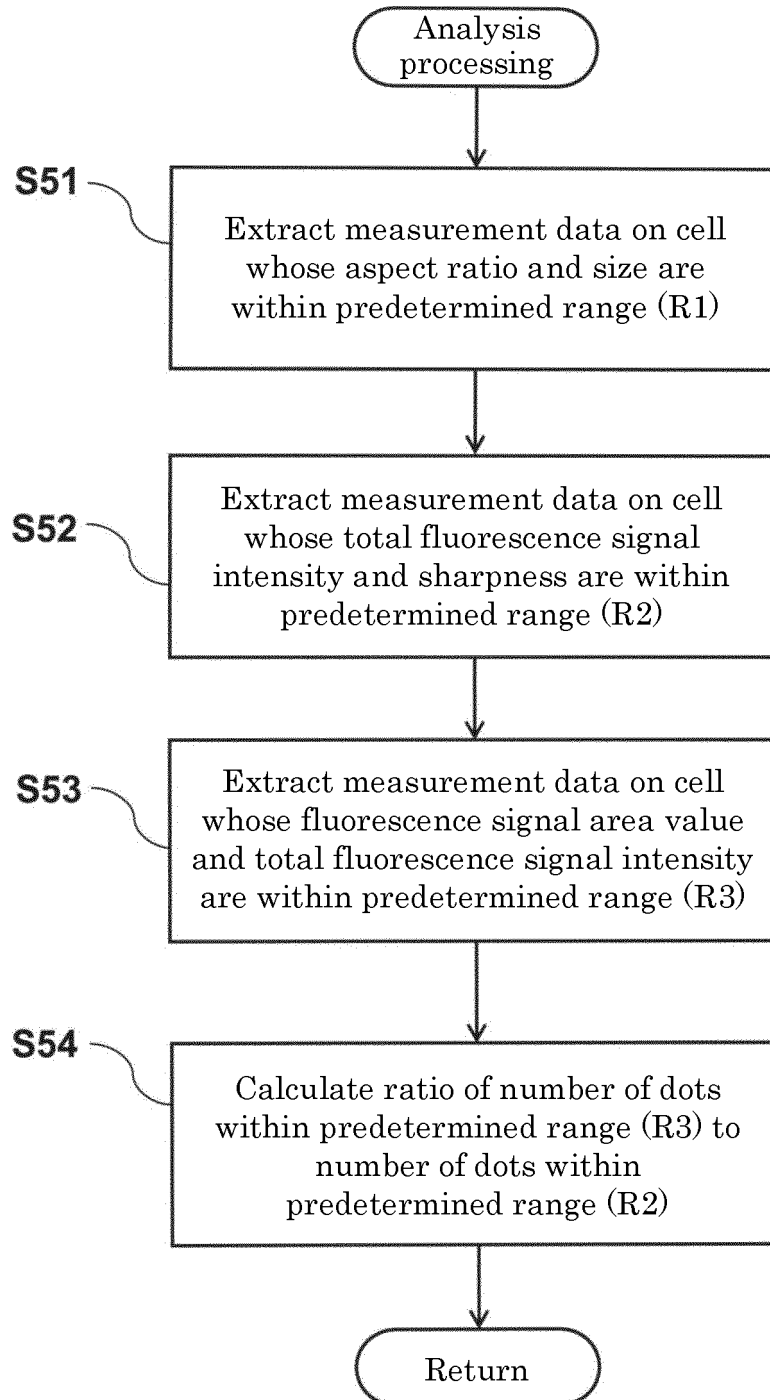 Analysis
processing
S51
Extract measurement data on cell
whose aspect ratio and size are
within predetermined range (R1)
S52
Extract measurement data on cell
whose total fluorescence signal
intensity and sharpness are within
predetermined range (R2)
S53
Extract measurement data on cell
whose fluorescence signal area value
and total fluorescence signal intensity
are within predetermined range (R3)
S54
Calculate ratio of number of dots
within predetermined range (R3) to
number of dots within
predetermined range (R2)
Return